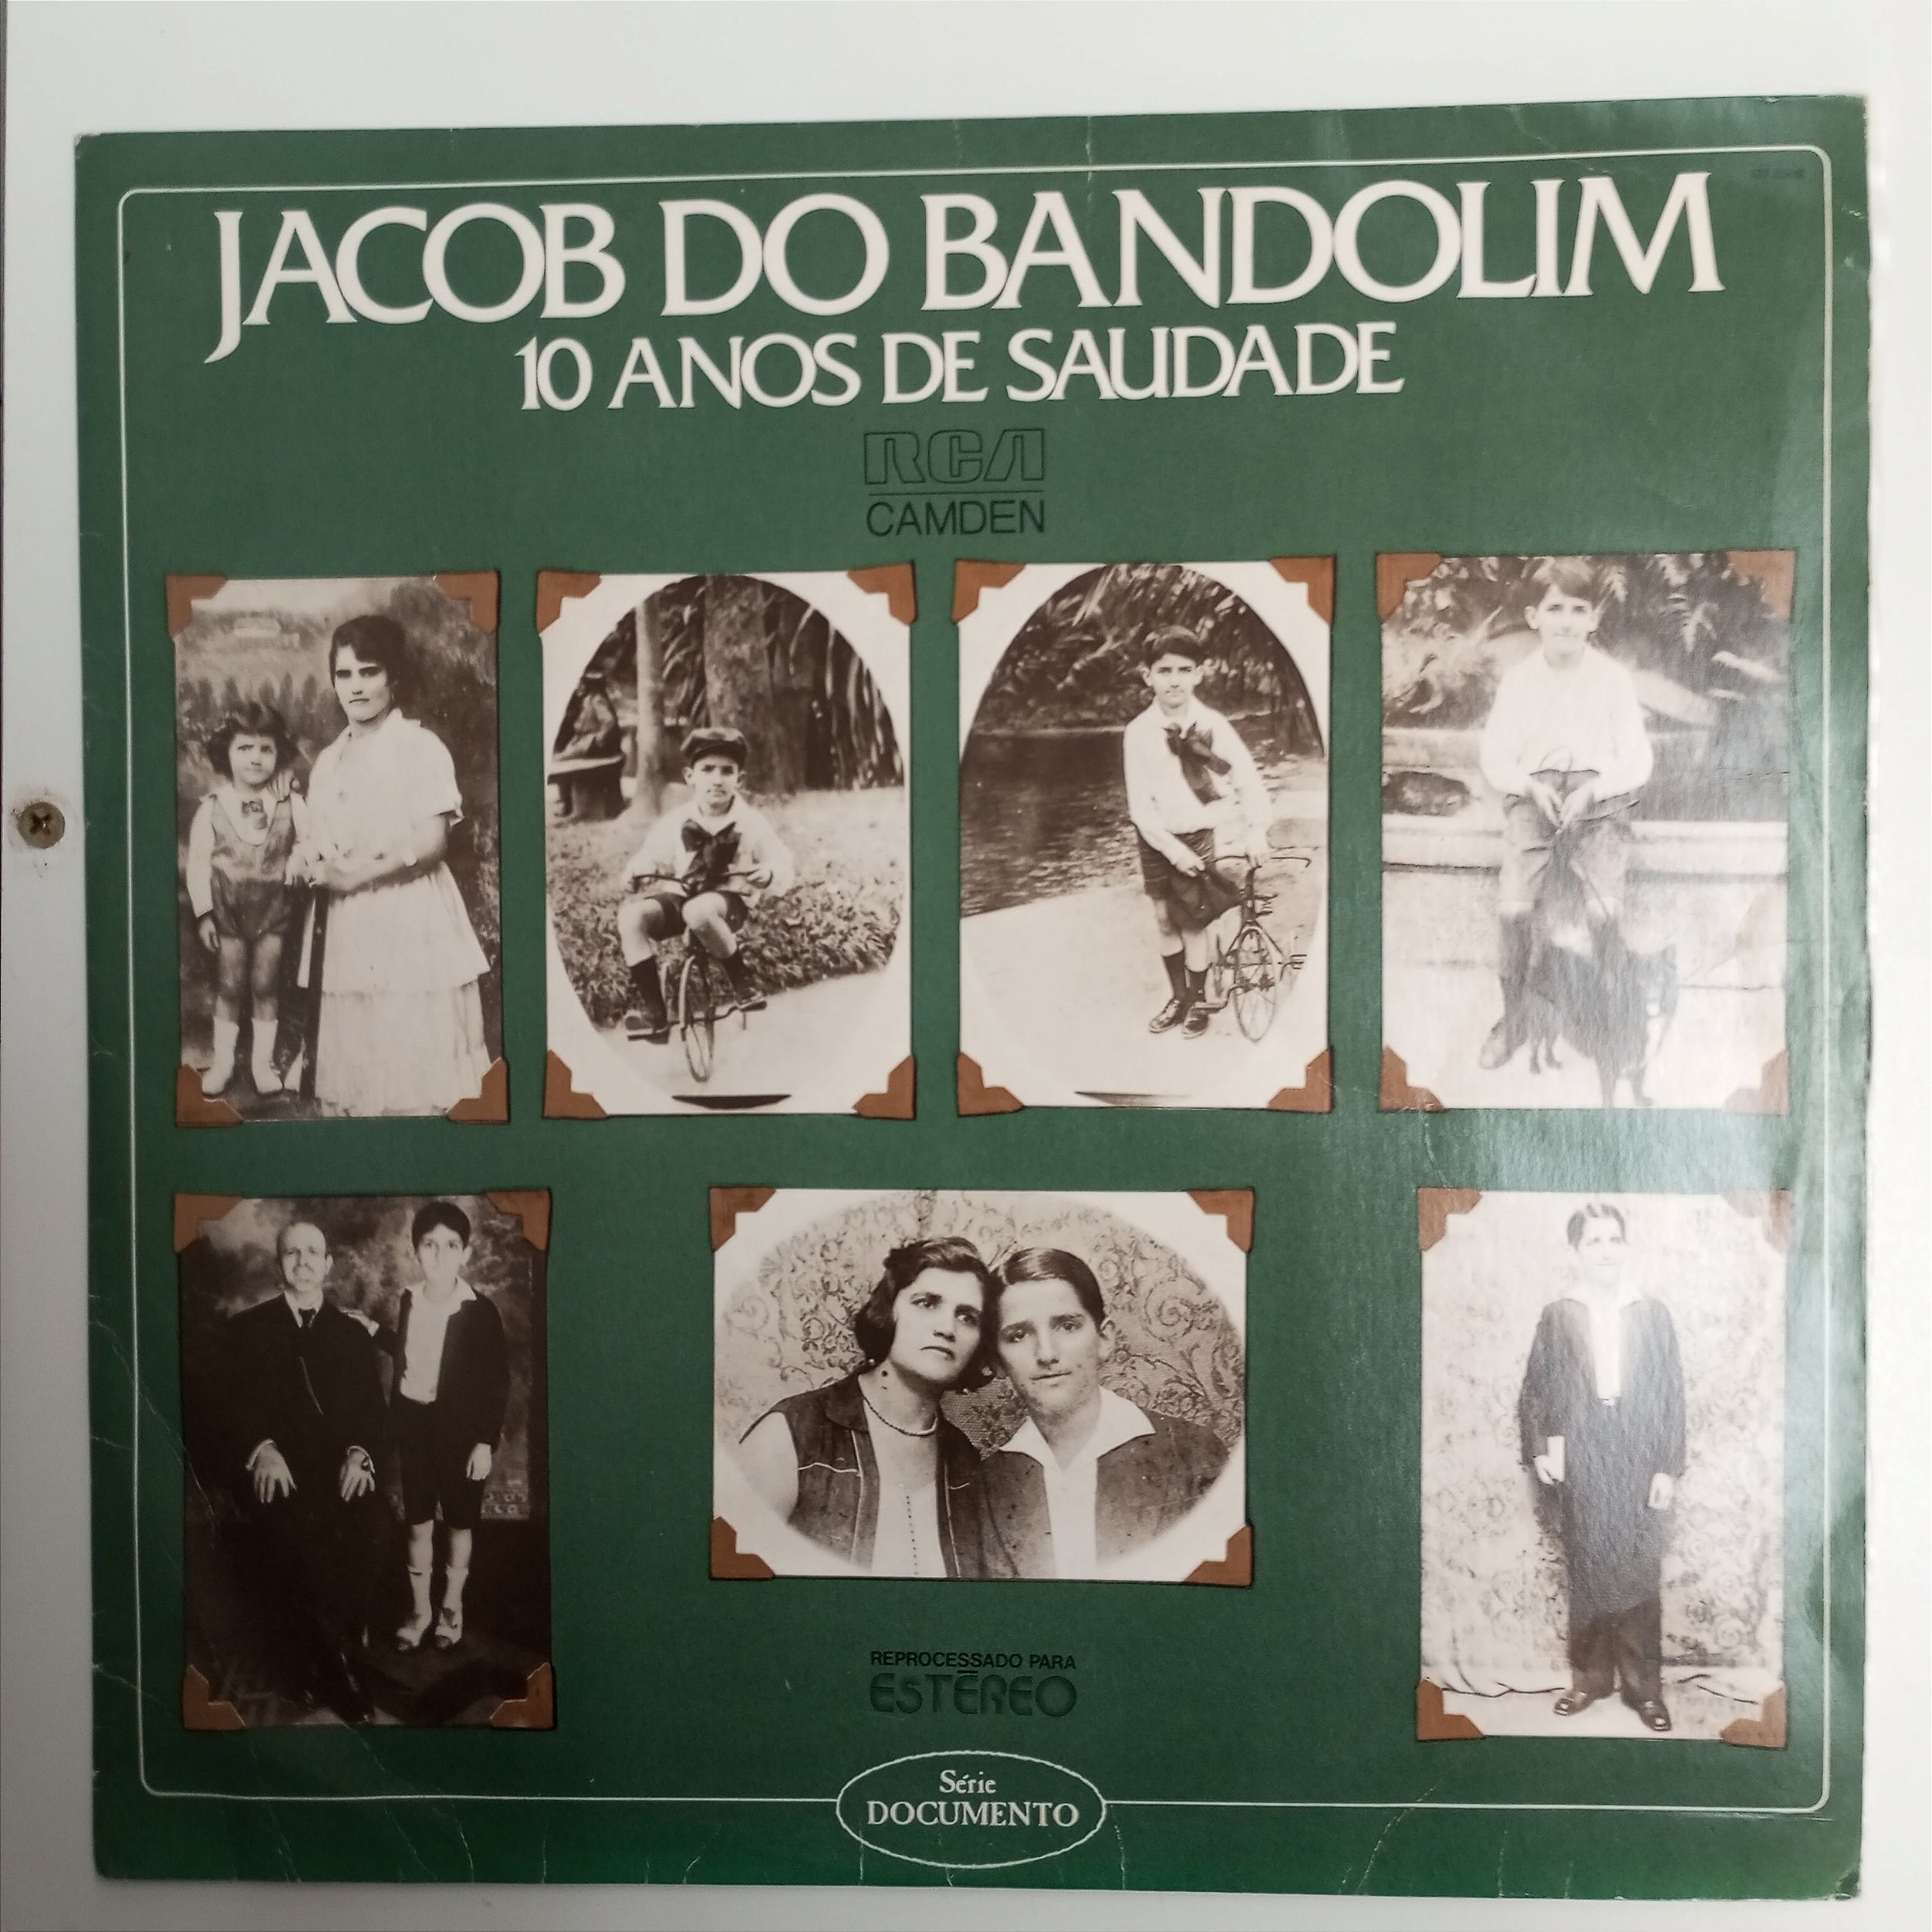 JACOB DO BANDOLIM
10 ANOS DE SAUDADE
RCA
CAMDEN
REPROCESSADO PARA
ESTÉREO
Série
DOCUMENTO